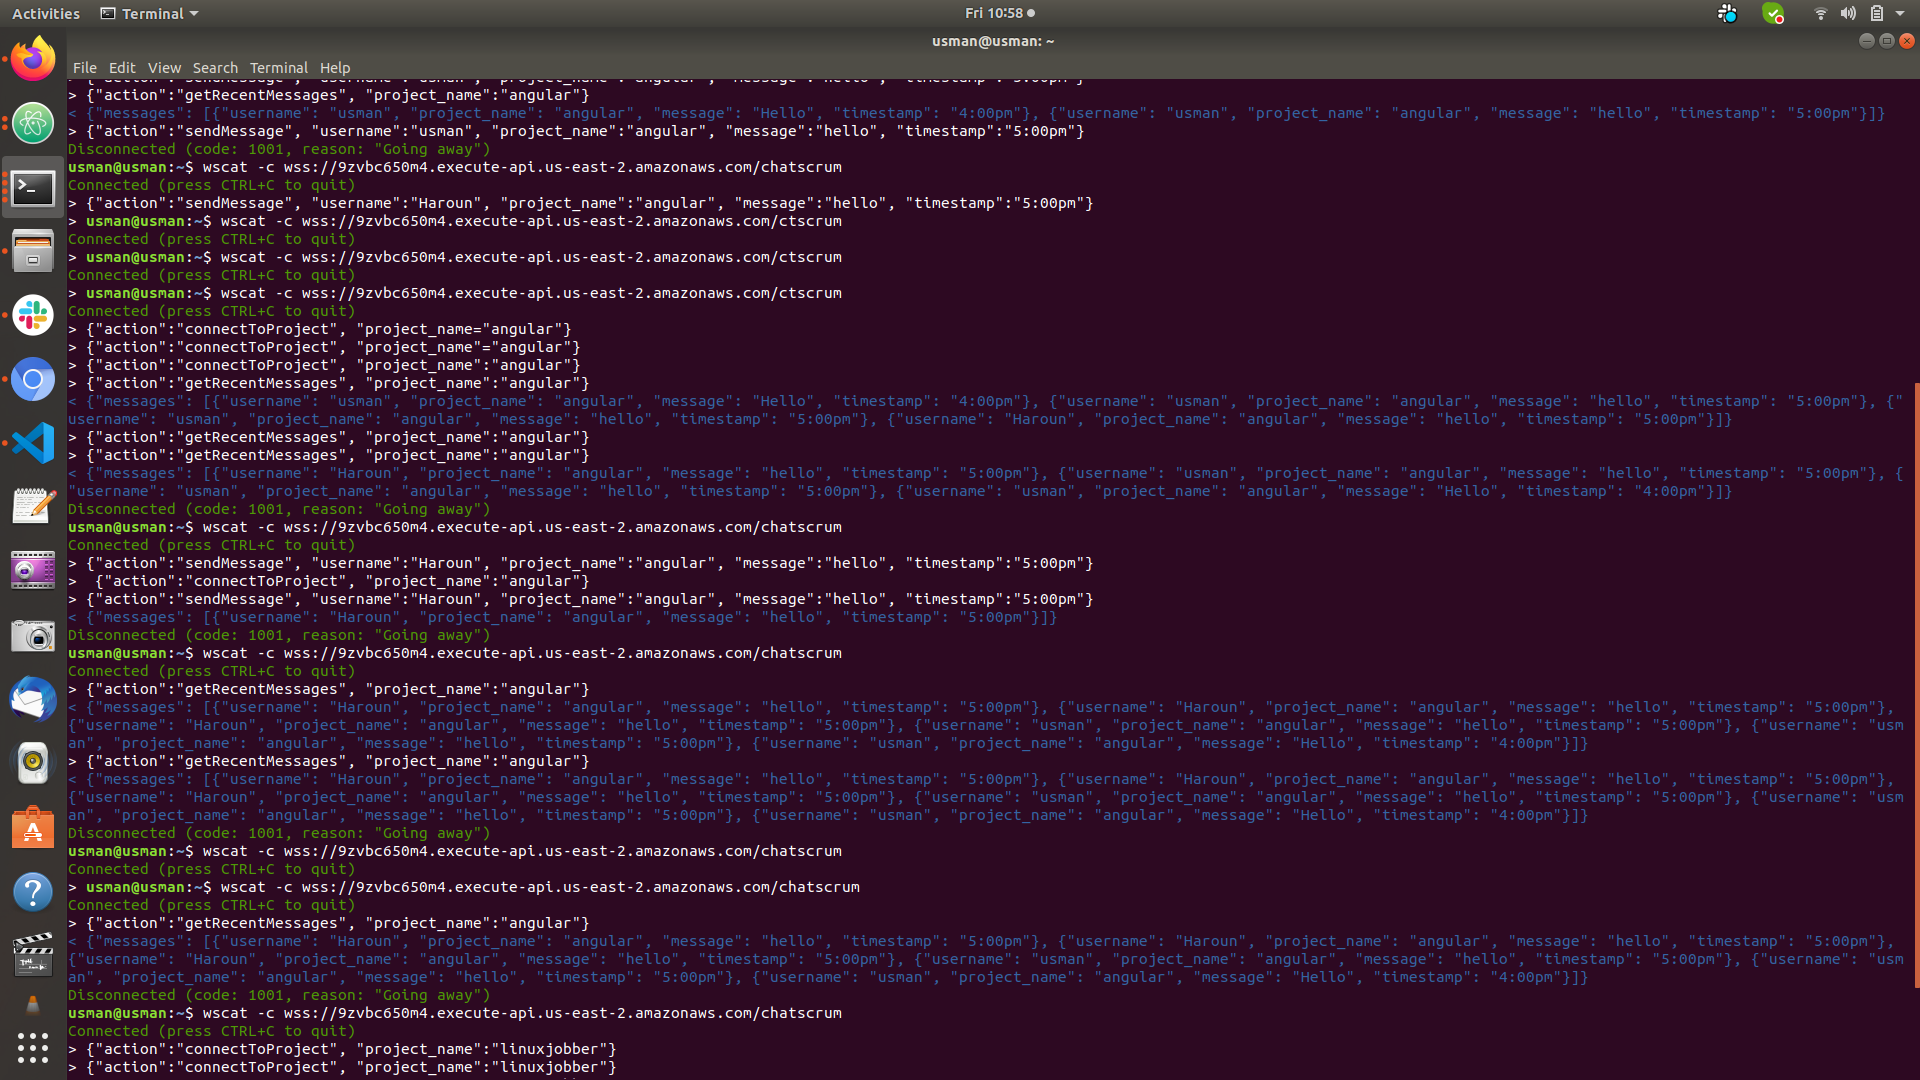 Activities
Terminal
Fri 10:58
usman@usman: ~
File Edit View Search Terminal Help
> {"action":"sendMessage", "username":"usman", "project_name":"angular", "message":"hello", "timestamp":"5:00pm"}
> {"action":"getRecentMessages", "project_name":"angular"}
< {"messages": [{"username": "usman", "project_name": "angular", "message": "Hello", "timestamp": "4:00pm"}, {"username": "usman", "project_name": "angular", "message": "hello", "timestamp": "5:00pm"}]}
> {"action":"sendMessage", "username":"usman", "project_name":"angular", "message":"hello", "timestamp":"5:00pm"}
Disconnected (code: 1001, reason: "Going away")
usman@usman:~$ wscat -c wss://9zvbc650m4.execute-api.us-east-2.amazonaws.com/chatscrum
Connected (press CTRL+C to quit)
> {"action":"sendMessage", "username":"Haroun", "project_name":"angular", "message":"hello", "timestamp":"5:00pm"}
> usman@usman:~$ wscat -c wss://9zvbc650m4.execute-api.us-east-2.amazonaws.com/ctscrum
Connected (press CTRL+C to quit)
> usman@usman:~$ wscat -c wss://9zvbc650m4.execute-api.us-east-2.amazonaws.com/ctscrum
Connected (press CTRL+C to quit)
> usman@usman:~$ wscat -c wss://9zvbc650m4.execute-api.us-east-2.amazonaws.com/ctscrum
Connected (press CTRL+C to quit)
> {"action":"connectToProject", "project_name="angular"}
> {"action":"connectToProject", "project_name"="angular"}
> {"action":"connectToProject", "project_name":"angular"}
> {"action":"getRecentMessages", "project_name":"angular"}
< {"messages": [{"username": "usman", "project_name": "angular", "message": "Hello", "timestamp": "4:00pm"}, {"username": "usman", "project_name": "angular", "message": "hello", "timestamp": "5:00pm"}, {"
username": "usman", "project_name": "angular", "message": "hello", "timestamp": "5:00pm"}, {"username": "Haroun", "project_name": "angular", "message": "hello", "timestamp": "5:00pm"}]}
> {"action":"getRecentMessages", "project_name":"angular"}
> {"action":"getRecentMessages", "project_name":"angular"}
< {"messages": [{"username": "Haroun", "project_name": "angular", "message": "hello", "timestamp": "5:00pm"}, {"username": "usman", "project_name": "angular", "message": "hello", "timestamp": "5:00pm"}, {
"username": "usman", "project_name": "angular", "message": "hello", "timestamp": "5:00pm"}, {"username": "usman", "project_name": "angular", "message": "Hello", "timestamp": "4:00pm"}]}
Disconnected (code: 1001, reason: "Going away")
usman@usman:~$ wscat -c wss://9zvbc650m4.execute-api.us-east-2.amazonaws.com/chatscrum
Connected (press CTRL+C to quit)
> {"action":"sendMessage", "username":"Haroun", "project_name":"angular", "message":"hello", "timestamp":"5:00pm"}
>  {"action":"connectToProject", "project_name":"angular"}
> {"action":"sendMessage", "username":"Haroun", "project_name":"angular", "message":"hello", "timestamp":"5:00pm"}
< {"messages": [{"username": "Haroun", "project_name": "angular", "message": "hello", "timestamp": "5:00pm"}]}
Disconnected (code: 1001, reason: "Going away")
usman@usman:~$ wscat -c wss://9zvbc650m4.execute-api.us-east-2.amazonaws.com/chatscrum
Connected (press CTRL+C to quit)
> {"action":"getRecentMessages", "project_name":"angular"}
< {"messages": [{"username": "Haroun", "project_name": "angular", "message": "hello", "timestamp": "5:00pm"}, {"username": "Haroun", "project_name": "angular", "message": "hello", "timestamp": "5:00pm"},
{"username": "Haroun", "project_name": "angular", "message": "hello", "timestamp": "5:00pm"}, {"username": "usman", "project_name": "angular", "message": "hello", "timestamp": "5:00pm"}, {"username": "usm
an", "project_name": "angular", "message": "hello", "timestamp": "5:00pm"}, {"username": "usman", "project_name": "angular", "message": "Hello", "timestamp": "4:00pm"}]}
> {"action":"getRecentMessages", "project_name":"angular"}
< {"messages": [{"username": "Haroun", "project_name": "angular", "message": "hello", "timestamp": "5:00pm"}, {"username": "Haroun", "project_name": "angular", "message": "hello", "timestamp": "5:00pm"},
{"username": "Haroun", "project_name": "angular", "message": "hello", "timestamp": "5:00pm"}, {"username": "usman", "project_name": "angular", "message": "hello", "timestamp": "5:00pm"}, {"username": "usm
an", "project_name": "angular", "message": "hello", "timestamp": "5:00pm"}, {"username": "usman", "project_name": "angular", "message": "Hello", "timestamp": "4:00pm"}]}
Disconnected (code: 1001, reason: "Going away")
usman@usman:~$ wscat -c wss://9zvbc650m4.execute-api.us-east-2.amazonaws.com/chatscrum
Connected (press CTRL+C to quit)
> usman@usman:~$ wscat -c wss://9zvbc650m4.execute-api.us-east-2.amazonaws.com/chatscrum
Connected (press CTRL+C to quit)
> {"action":"getRecentMessages", "project_name":"angular"}
< {"messages": [{"username": "Haroun", "project_name": "angular", "message": "hello", "timestamp": "5:00pm"}, {"username": "Haroun", "project_name": "angular", "message": "hello", "timestamp": "5:00pm"},
{"username": "Haroun", "project_name": "angular", "message": "hello", "timestamp": "5:00pm"}, {"username": "usman", "project_name": "angular", "message": "hello", "timestamp": "5:00pm"}, {"username": "usm
an", "project_name": "angular", "message": "hello", "timestamp": "5:00pm"}, {"username": "usman", "project_name": "angular", "message": "Hello", "timestamp": "4:00pm"}]}
Disconnected (code: 1001, reason: "Going away")
usman@usman:~$ wscat -c wss://9zvbc650m4.execute-api.us-east-2.amazonaws.com/chatscrum
Connected (press CTRL+C to quit)
> {"action":"connectToProject", "project_name":"linuxjobber"}
> {"action":"connectToProject", "project_name":"linuxjobber"}